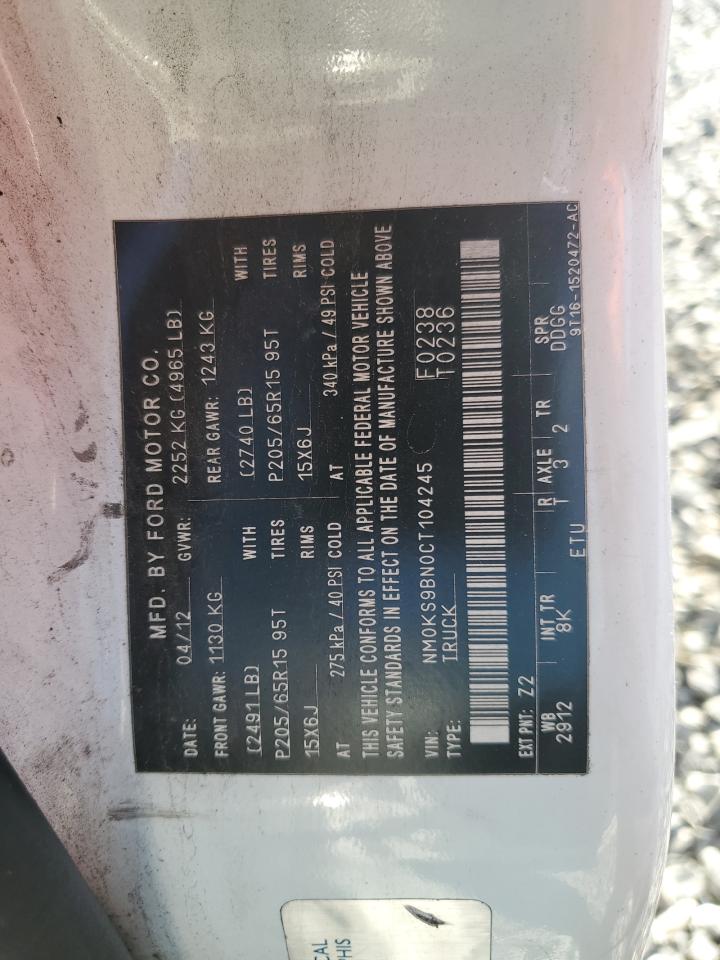 MFD. BY FORD MOTOR CO.
DATE: 04/12 GVWR: 2252 KG (4965 LB)
FRONT GAWR: 1130 KG REAR GAWR: 1243 KG
(2491LB) WITH (2740 LB) WITH
P205/65R15 95T TIRES P205/65R15 95T TIRES
15X6J RIMS 15X6J RIMS
AT 275 kPa / 40 PSI COLD AT 340 kPa / 49 PSI COLD
THIS VEHICLE CONFORMS TO ALL APPLICABLE FEDERAL MOTOR VEHICLE
SAFETY STANDARDS IN EFFECT ON THE DATE OF MANUFACTURE SHOWN ABOVE
VIN: NM0KS9BN0CT104245 F0238
TYPE: TRUCK T0236
EXT PNT: Z2
WB INT TR R AXLE TR SPR
2912 8K T 3 2 DDGG
ETU 9T16-1520472-AC
CAL
PHIS